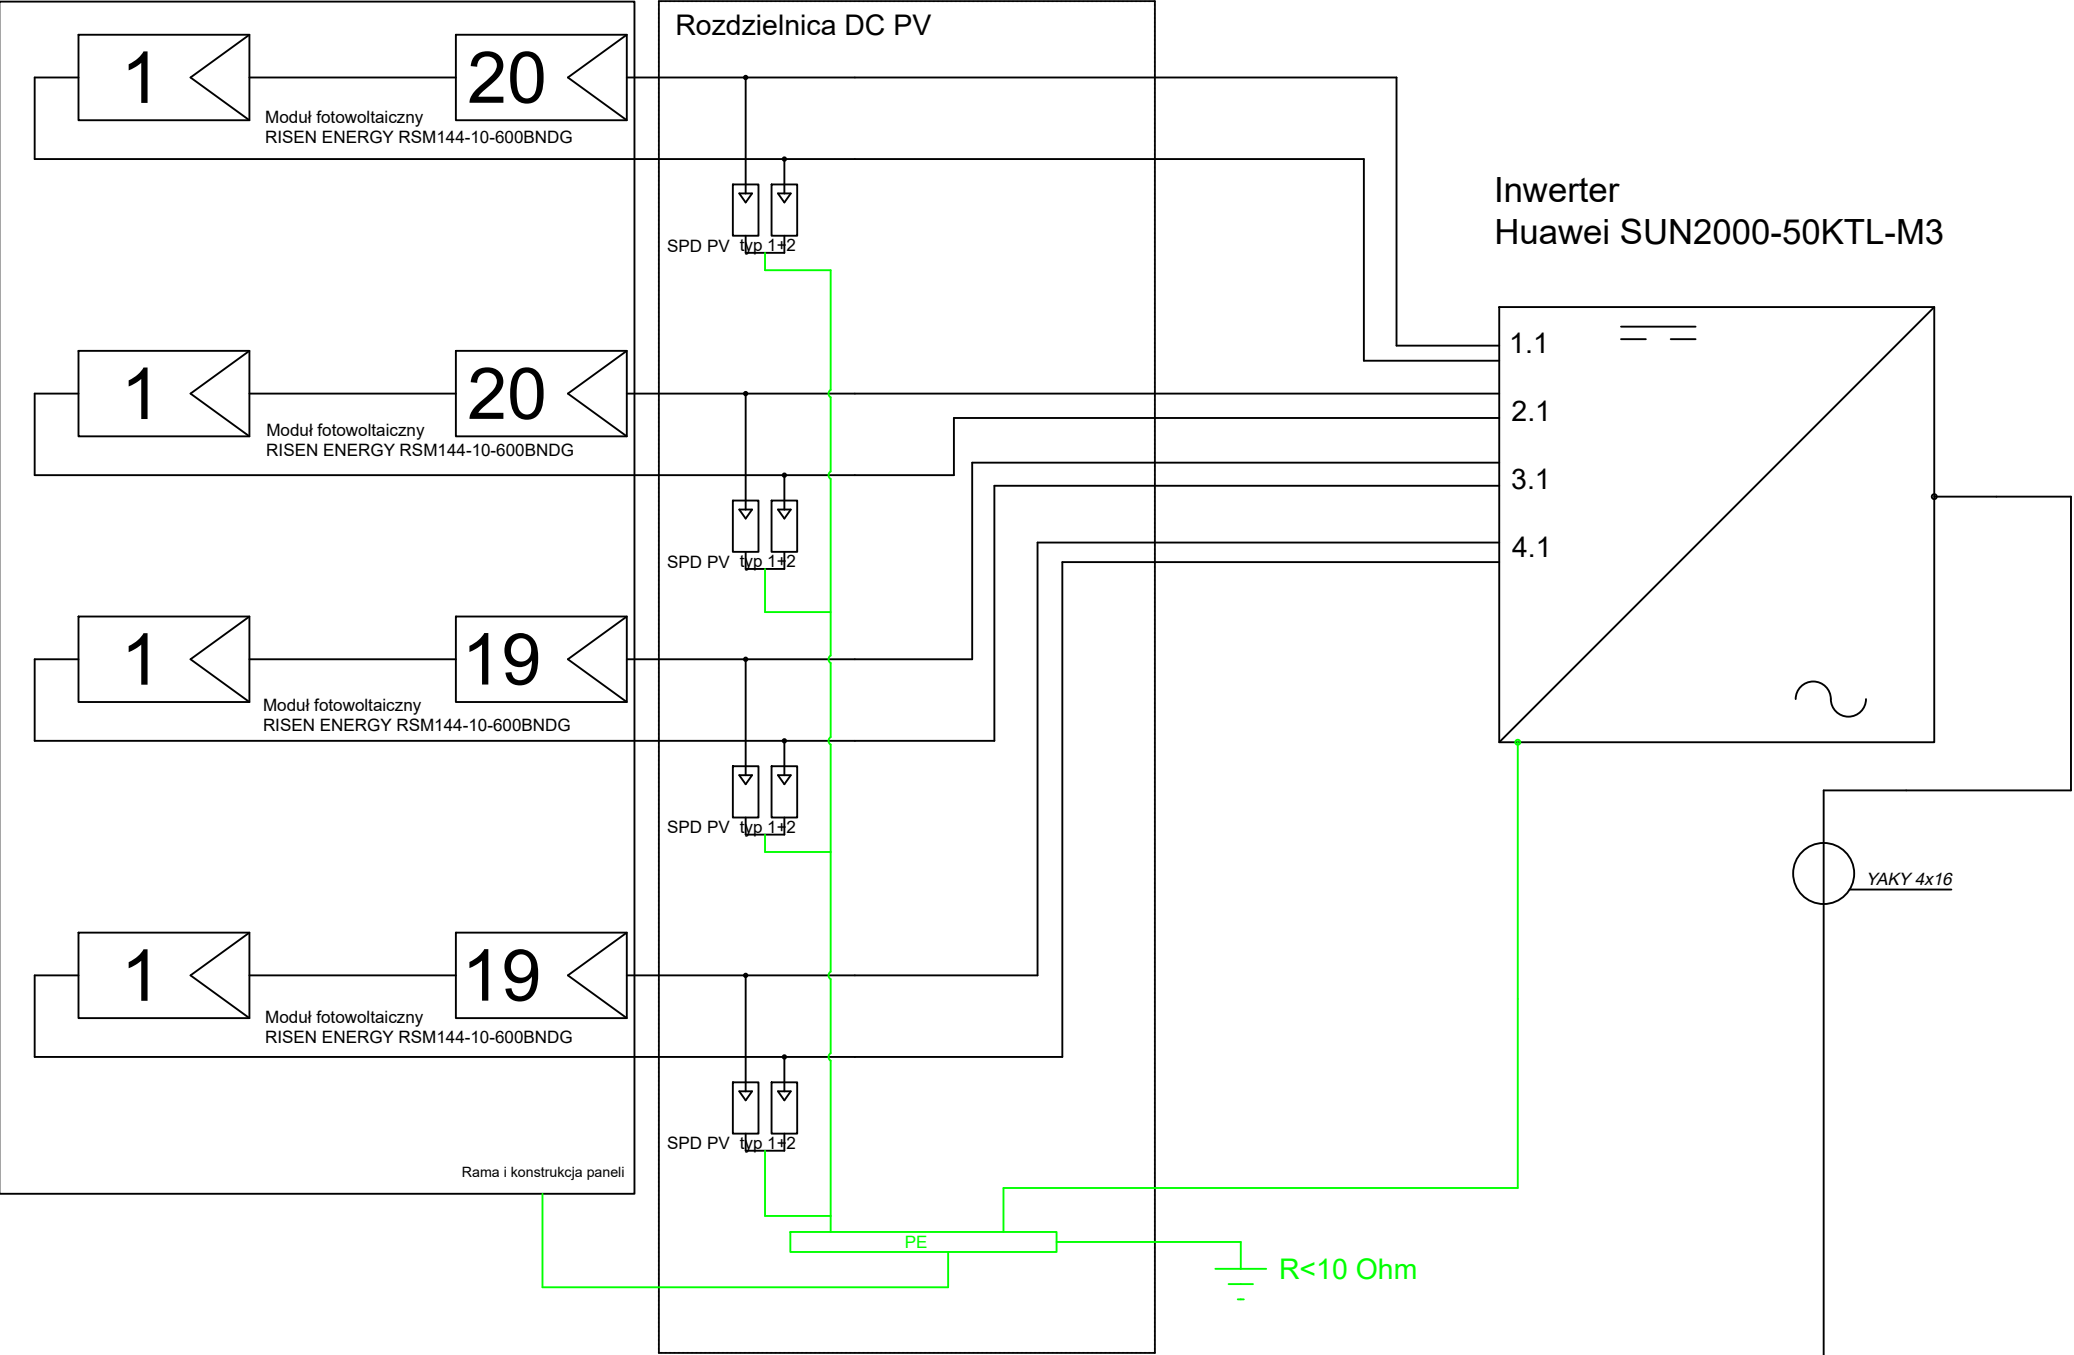 Rozdzielnica DC PV
1
20
Moduł fotowoltaiczny
RISEN ENERGY RSM144-10-600BNDG
SPD PV typ 1+2
Inwerter
Huawei SUN2000-50KTL-M3
1.1
2.1
3.1
4.1
1
20
Moduł fotowoltaiczny
RISEN ENERGY RSM144-10-600BNDG
SPD PV typ 1+2
1
19
Moduł fotowoltaiczny
RISEN ENERGY RSM144-10-600BNDG
SPD PV typ 1+2
YAKY 4x16
1
19
Moduł fotowoltaiczny
RISEN ENERGY RSM144-10-600BNDG
SPD PV typ 1+2
Rama i konstrukcja paneli
PE
R<10 Ohm